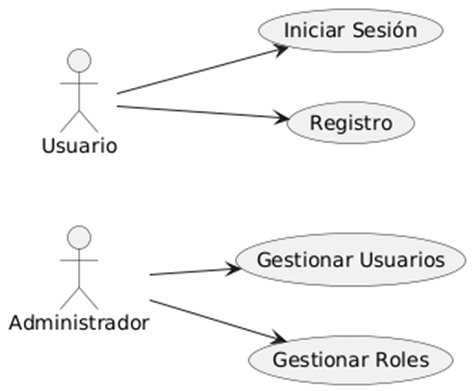 Iniciar Sesión
Usuario
Registro
Gestionar Usuarios
Administrador
Gestionar Roles